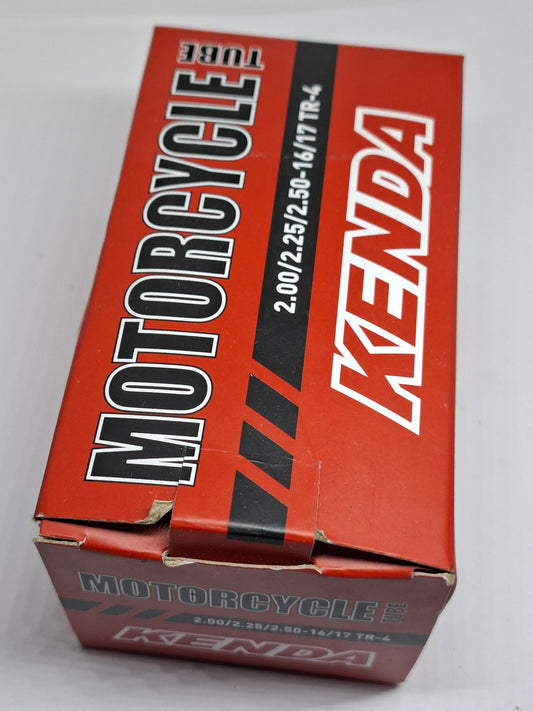 MOTORCYCLE
TUBE
2.00/2.25/2.50-16/17 TR-4
KENDA
MOTORCYCLE
TUBE
2.00/2.25/2.50-16/17 TR-4
KENDA